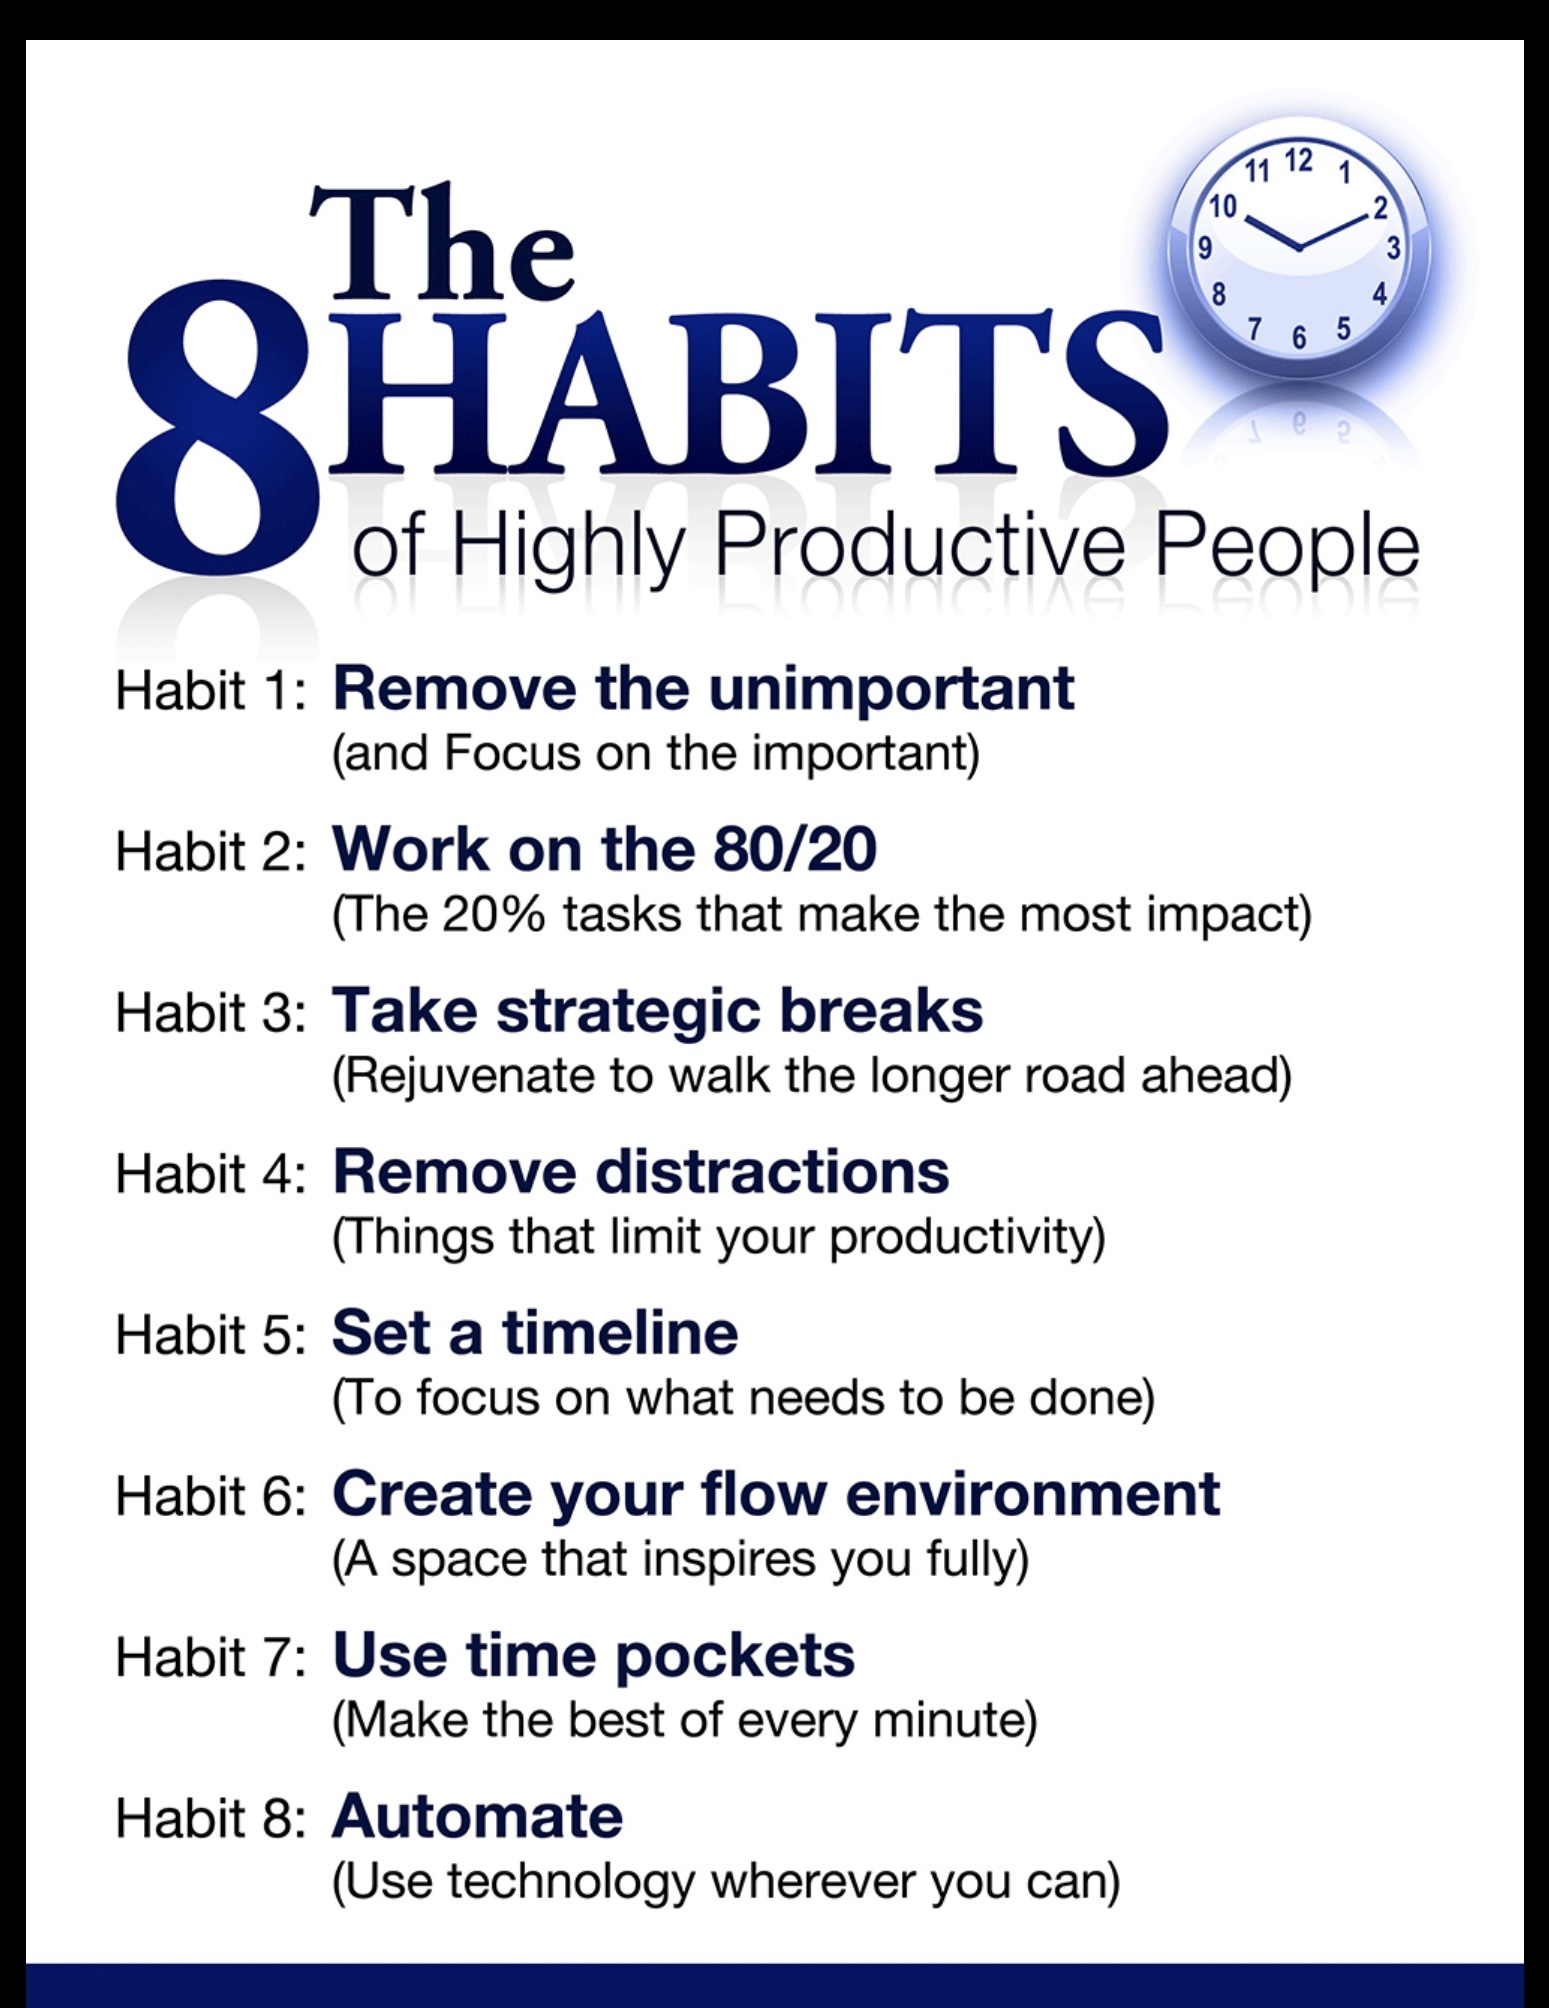 The
8 HABITS
of Highly Productive People
11 12 1
10 2
9 3
8 4
7 6 5
Habit 1: Remove the unimportant
(and Focus on the important)
Habit 2: Work on the 80/20
(The 20% tasks that make the most impact)
Habit 3: Take strategic breaks
(Rejuvenate to walk the longer road ahead)
Habit 4: Remove distractions
(Things that limit your productivity)
Habit 5: Set a timeline
(To focus on what needs to be done)
Habit 6: Create your flow environment
(A space that inspires you fully)
Habit 7: Use time pockets
(Make the best of every minute)
Habit 8: Automate
(Use technology wherever you can)